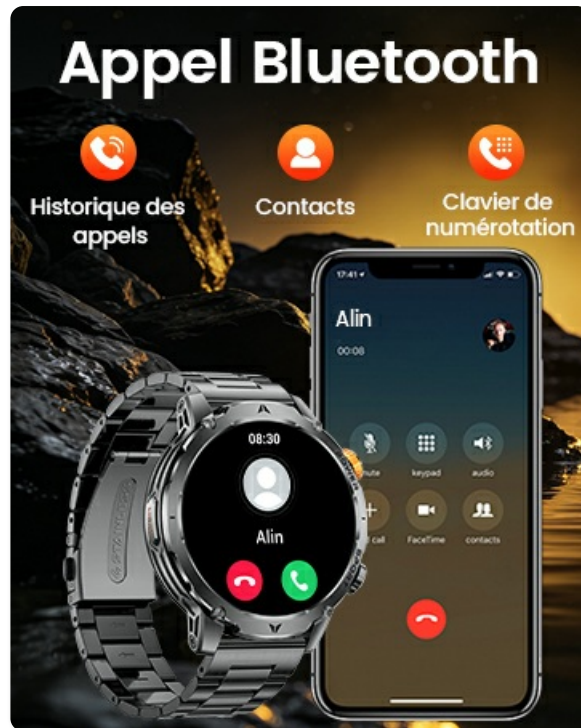 Appel Bluetooth
Historique des
appels
Contacts
Clavier de
numérotation
17:41
Alin
00:08
mute
keypad
audio
call
FaceTime
contacts
08:30
Alin